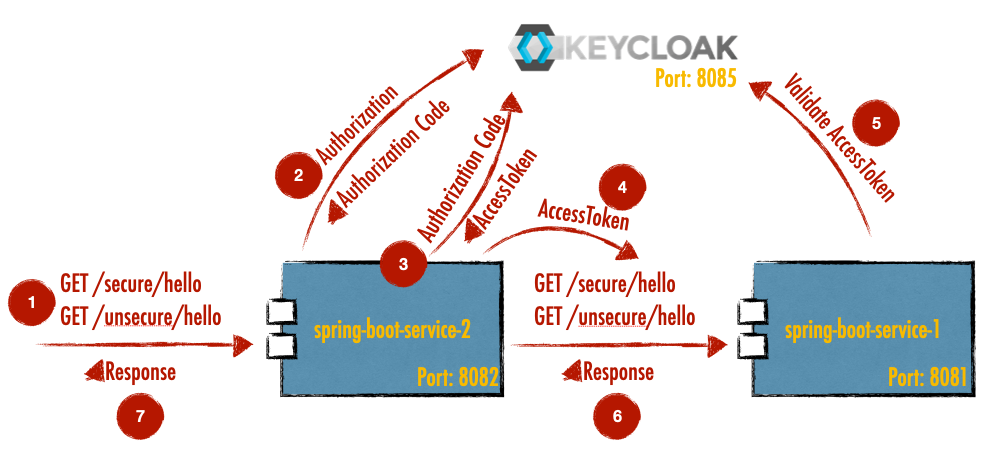 KEYCLOAK
Port: 8085
Authorization
2
Authorization Code
Authorization Code
AccessToken
3
4
AccessToken
Validate AccessToken
5
1
GET /secure/hello
GET /unsecure/hello
Response
7
spring-boot-service-2
Port: 8082
GET /secure/hello
GET /unsecure/hello
Response
6
spring-boot-service-1
Port: 8081